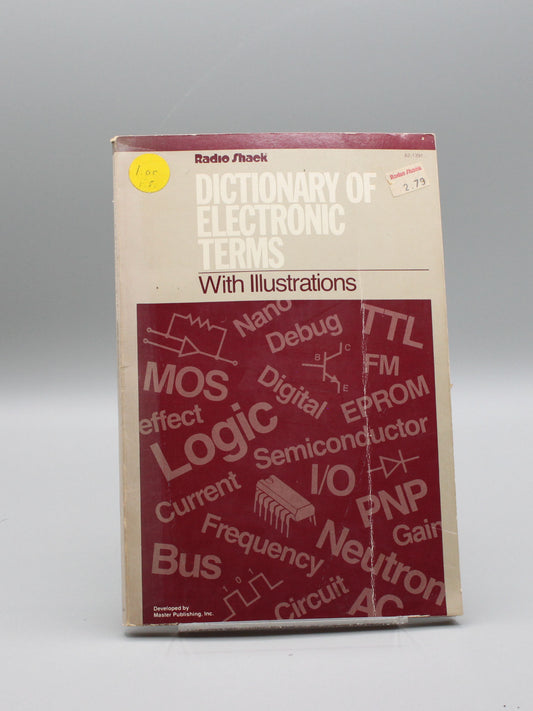 Radio Shack
62-1391
Radio Shack
2.79
DICTIONARY OF
ELECTRONIC
TERMS
With Illustrations
Nano
TTL
Debug
C
B
E
FM
MOS
Digital
EPROM
effect
Logic
Semiconductor
I/O
Current
PNP
Gain
Frequency
Neutron
Bus
0
1
0
Circuit
AC
Developed by
Master Publishing, Inc.